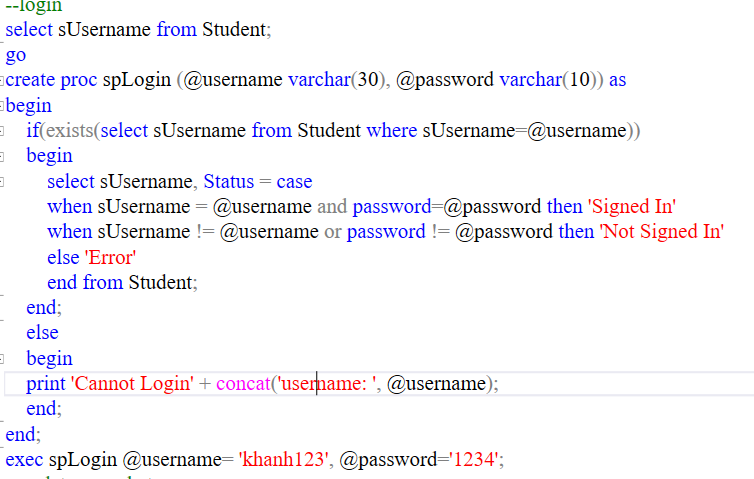 --login
select sUsername from Student;
go
create proc spLogin (@username varchar(30), @password varchar(10)) as
begin
if(exists(select sUsername from Student where sUsername=@username))
begin
select sUsername, Status = case
when sUsername = @username and password=@password then 'Signed In'
when sUsername != @username or password != @password then 'Not Signed In'
else 'Error'
end from Student;
end;
else
begin
print 'Cannot Login' + concat('username: ', @username);
end;
end;
exec spLogin @username= 'khanh123', @password='1234';